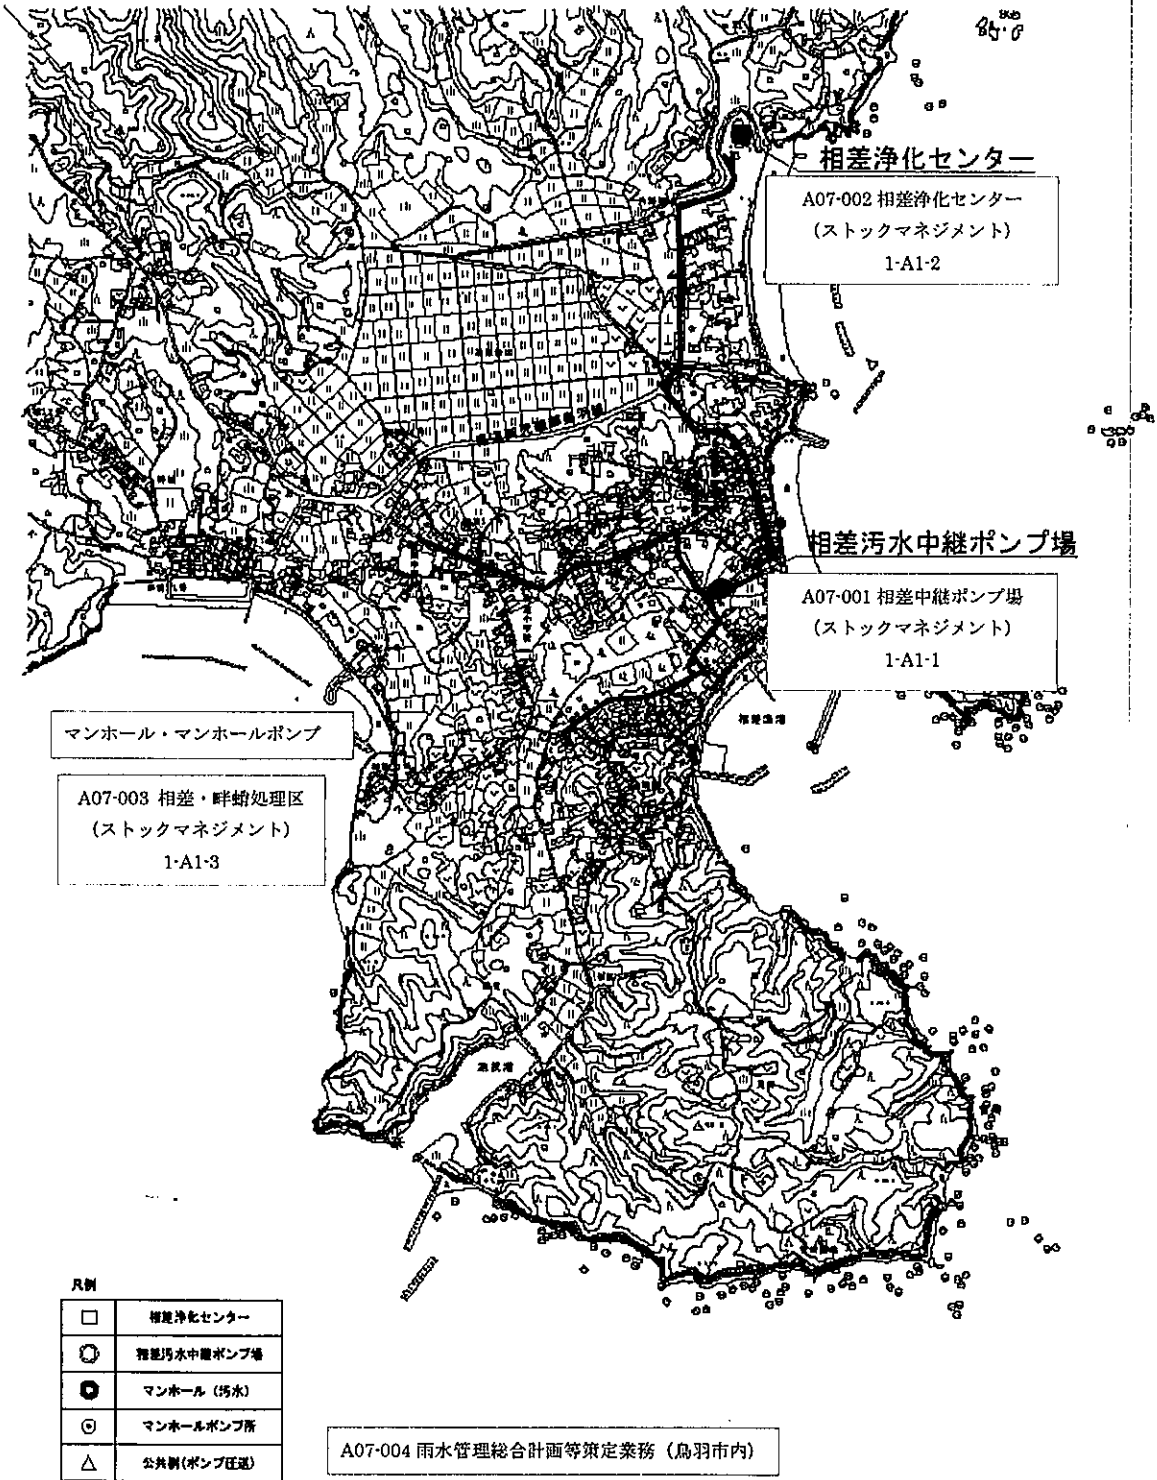 相差浄化センター
A07-002 相差浄化センター
(ストックマネジメント)
1-A1-2
相差汚水中継ポンプ場
A07-001 相差中継ポンプ場
(ストックマネジメント)
1-A1-1
相差漁港
マンホール・マンホールポンプ
A07-003 相差・畔蛸処理区
(ストックマネジメント)
1-A1-3
凡例
□ 相差浄化センター
相差汚水中継ポンプ場
マンホール (汚水)
マンホールポンプ所
△ 公共桝(ポンプ圧送)
A07-004 雨水管理総合計画等策定業務 (鳥羽市内)